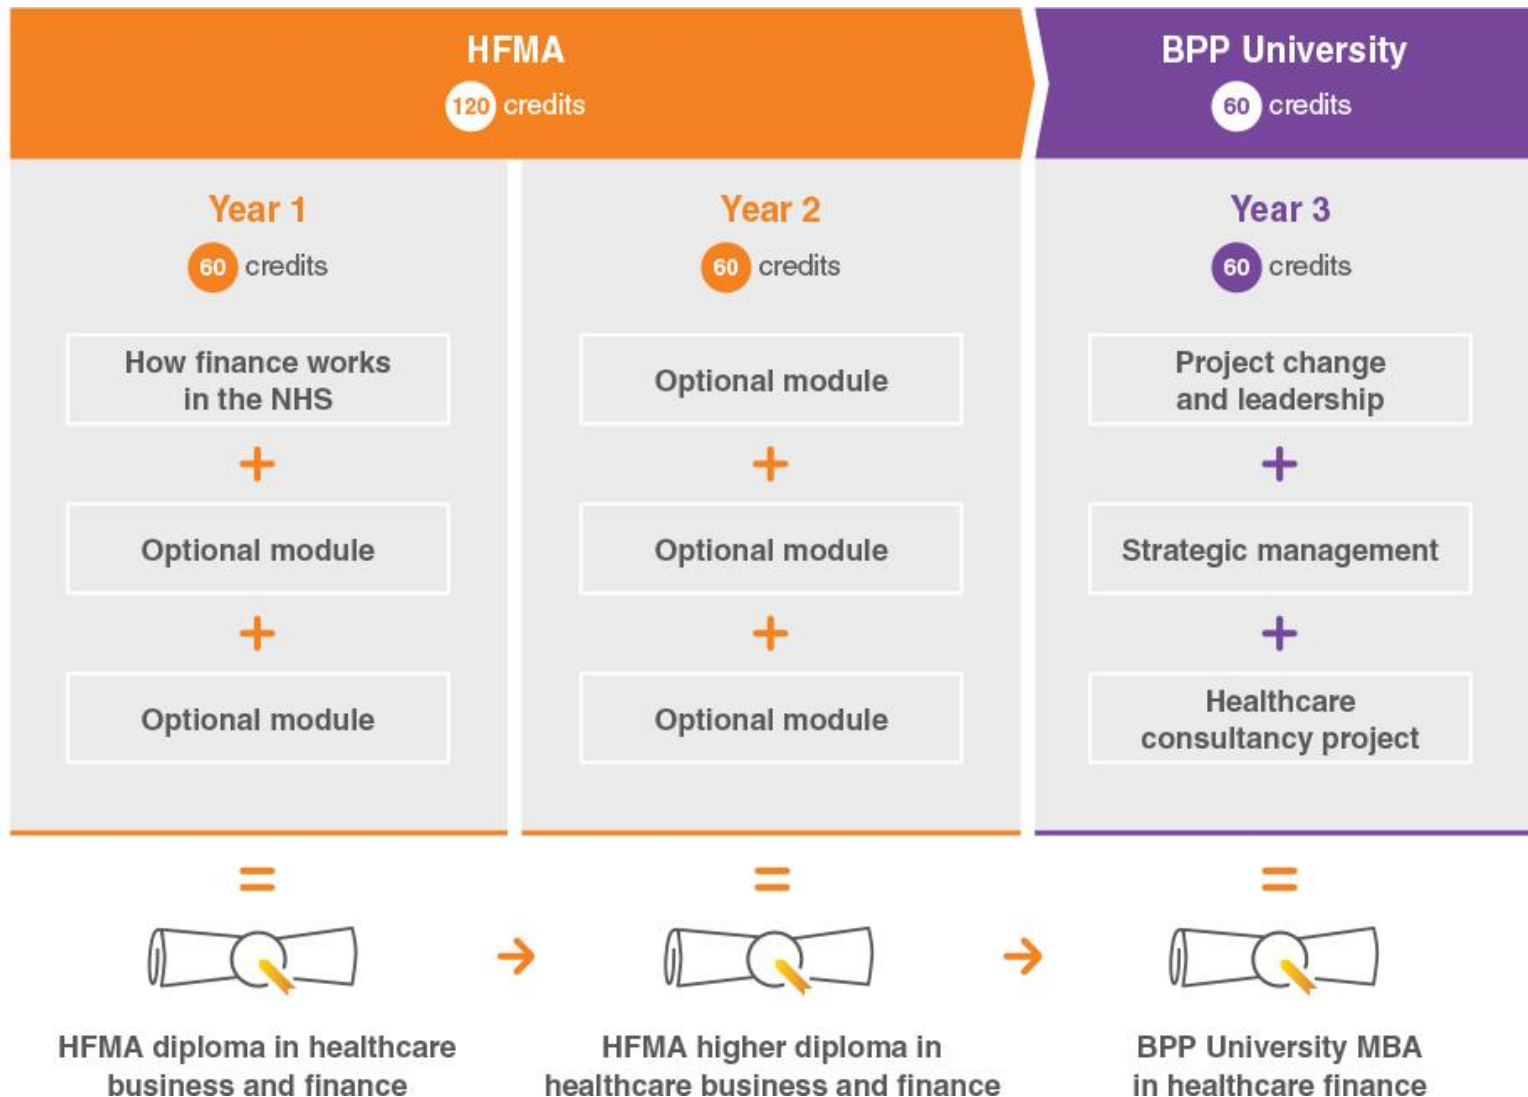 HFMA
120 credits
BPP University
60 credits
Year 1
60 credits
How finance works
in the NHS
+
Optional module
+
Optional module
Year 2
60 credits
Optional module
+
Optional module
+
Optional module
Year 3
60 credits
Project change
and leadership
+
Strategic management
+
Healthcare
consultancy project
=
HFMA diploma in healthcare
business and finance
=
HFMA higher diploma in
healthcare business and finance
=
BPP University MBA
in healthcare finance